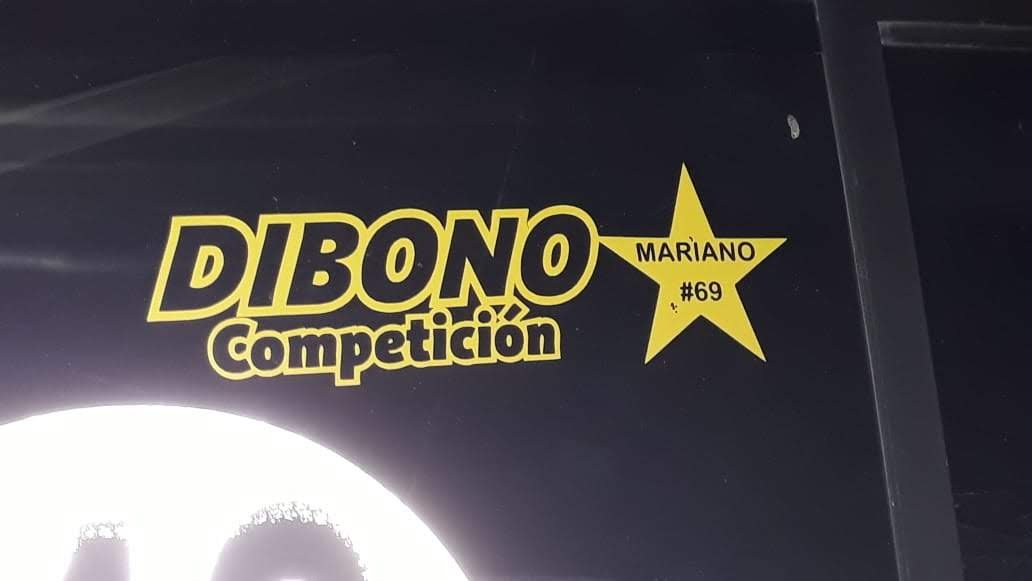 DIBONO
Competición
MARIANO
#69